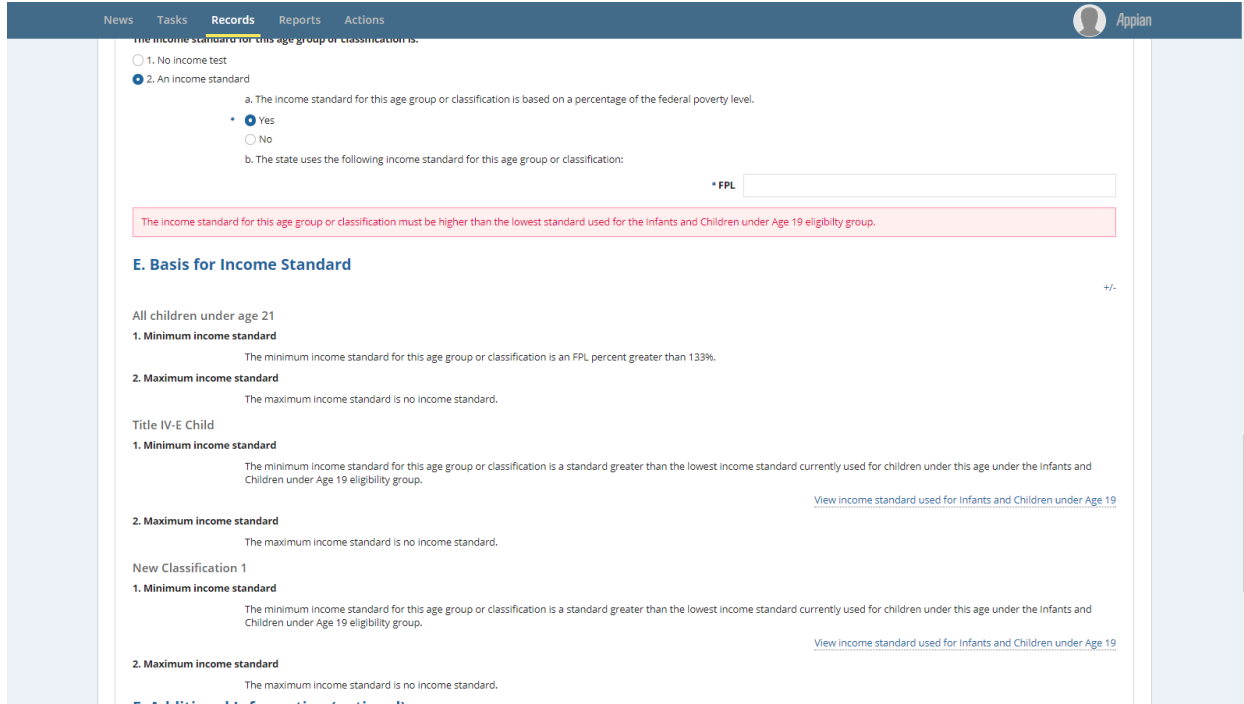 News Tasks Records Reports Actions
Appian
The income standard for this age group or classification is:
1. No income test
2. An income standard
a. The income standard for this age group or classification is based on a percentage of the federal poverty level.
* Yes
No
b. The state uses the following income standard for this age group or classification:
* FPL
The income standard for this age group or classification must be higher than the lowest standard used for the Infants and Children under Age 19 eligibilty group.
E. Basis for Income Standard
+/-
All children under age 21
1. Minimum income standard
The minimum income standard for this age group or classification is an FPL percent greater than 133%.
2. Maximum income standard
The maximum income standard is no income standard.
Title IV-E Child
1. Minimum income standard
The minimum income standard for this age group or classification is a standard greater than the lowest income standard currently used for children under this age under the Infants and
Children under Age 19 eligibility group.
View income standard used for Infants and Children under Age 19
2. Maximum income standard
The maximum income standard is no income standard.
New Classification 1
1. Minimum income standard
The minimum income standard for this age group or classification is a standard greater than the lowest income standard currently used for children under this age under the Infants and
Children under Age 19 eligibility group.
View income standard used for Infants and Children under Age 19
2. Maximum income standard
The maximum income standard is no income standard.